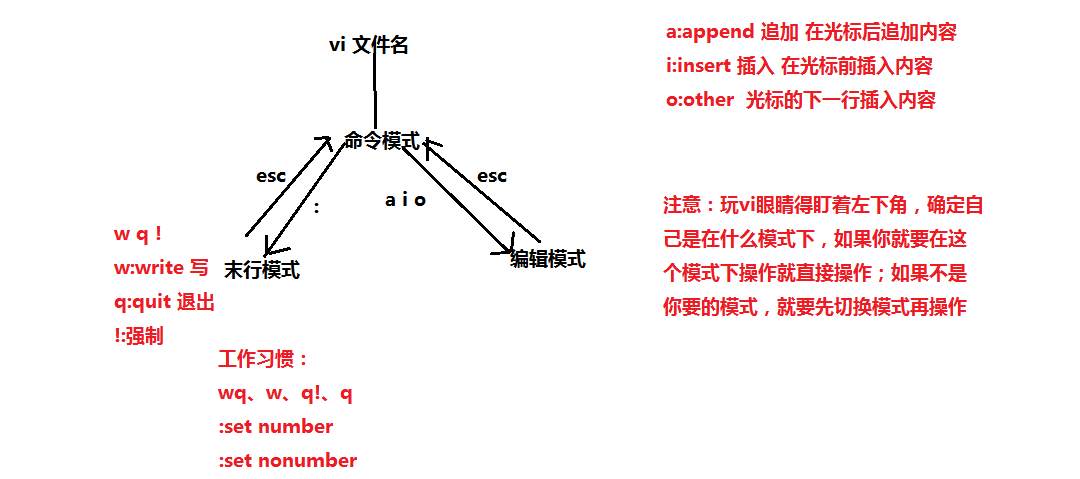 vi 文件名
命令模式
esc
:
a i o
esc
末行模式
编辑模式
w q !
w:write 写
q:quit 退出
!:强制
工作习惯：
wq、w、q!、q
:set number
:set nonumber
a:append 追加 在光标后追加内容
i:insert 插入 在光标前插入内容
o:other 光标的下一行插入内容
注意：玩vi眼睛得盯着左下角，确定自
己是在什么模式下，如果你就要在这
个模式下操作就直接操作；如果不是
你要的模式，就要先切换模式再操作